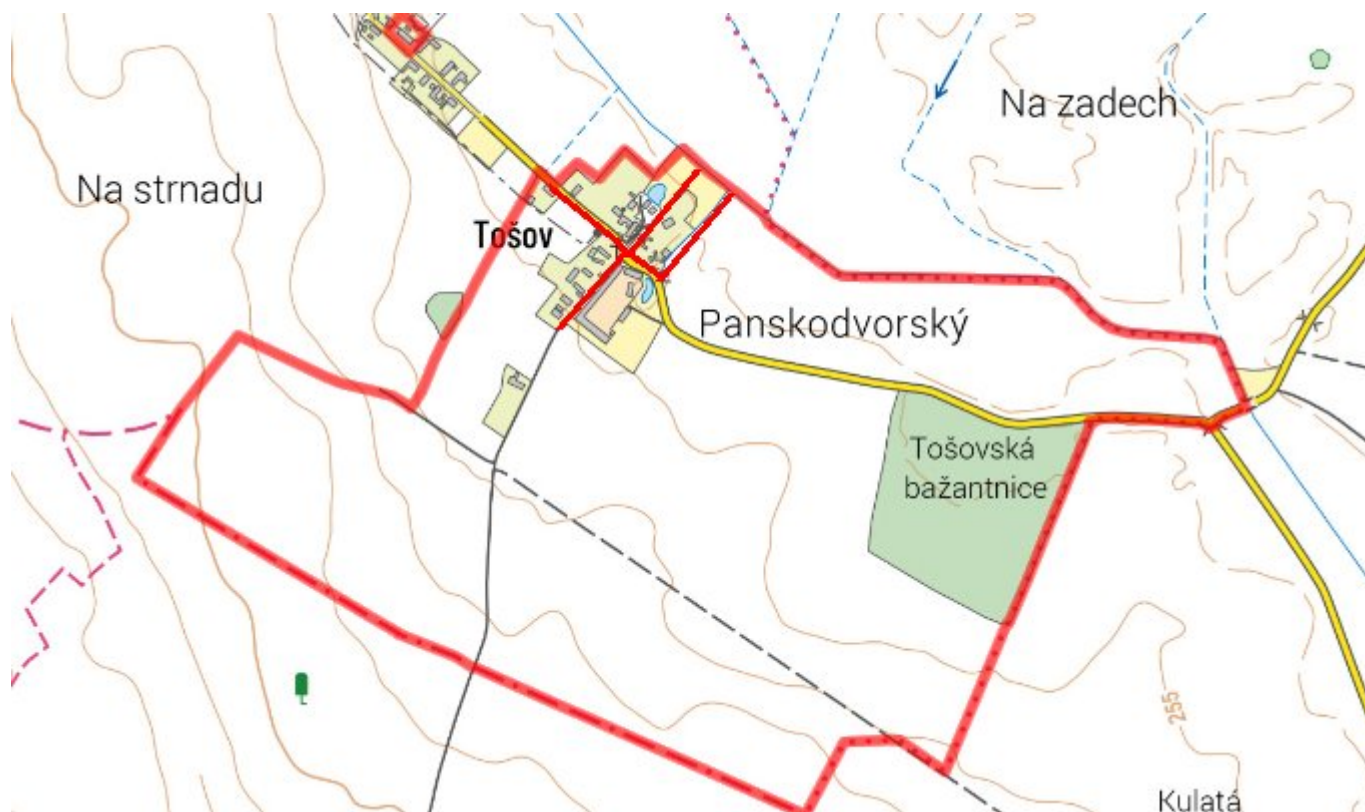 Na zadech
Na strnadu
Tošov
Panskodvorský
Tošovská
bažantnice
255
Kulatá